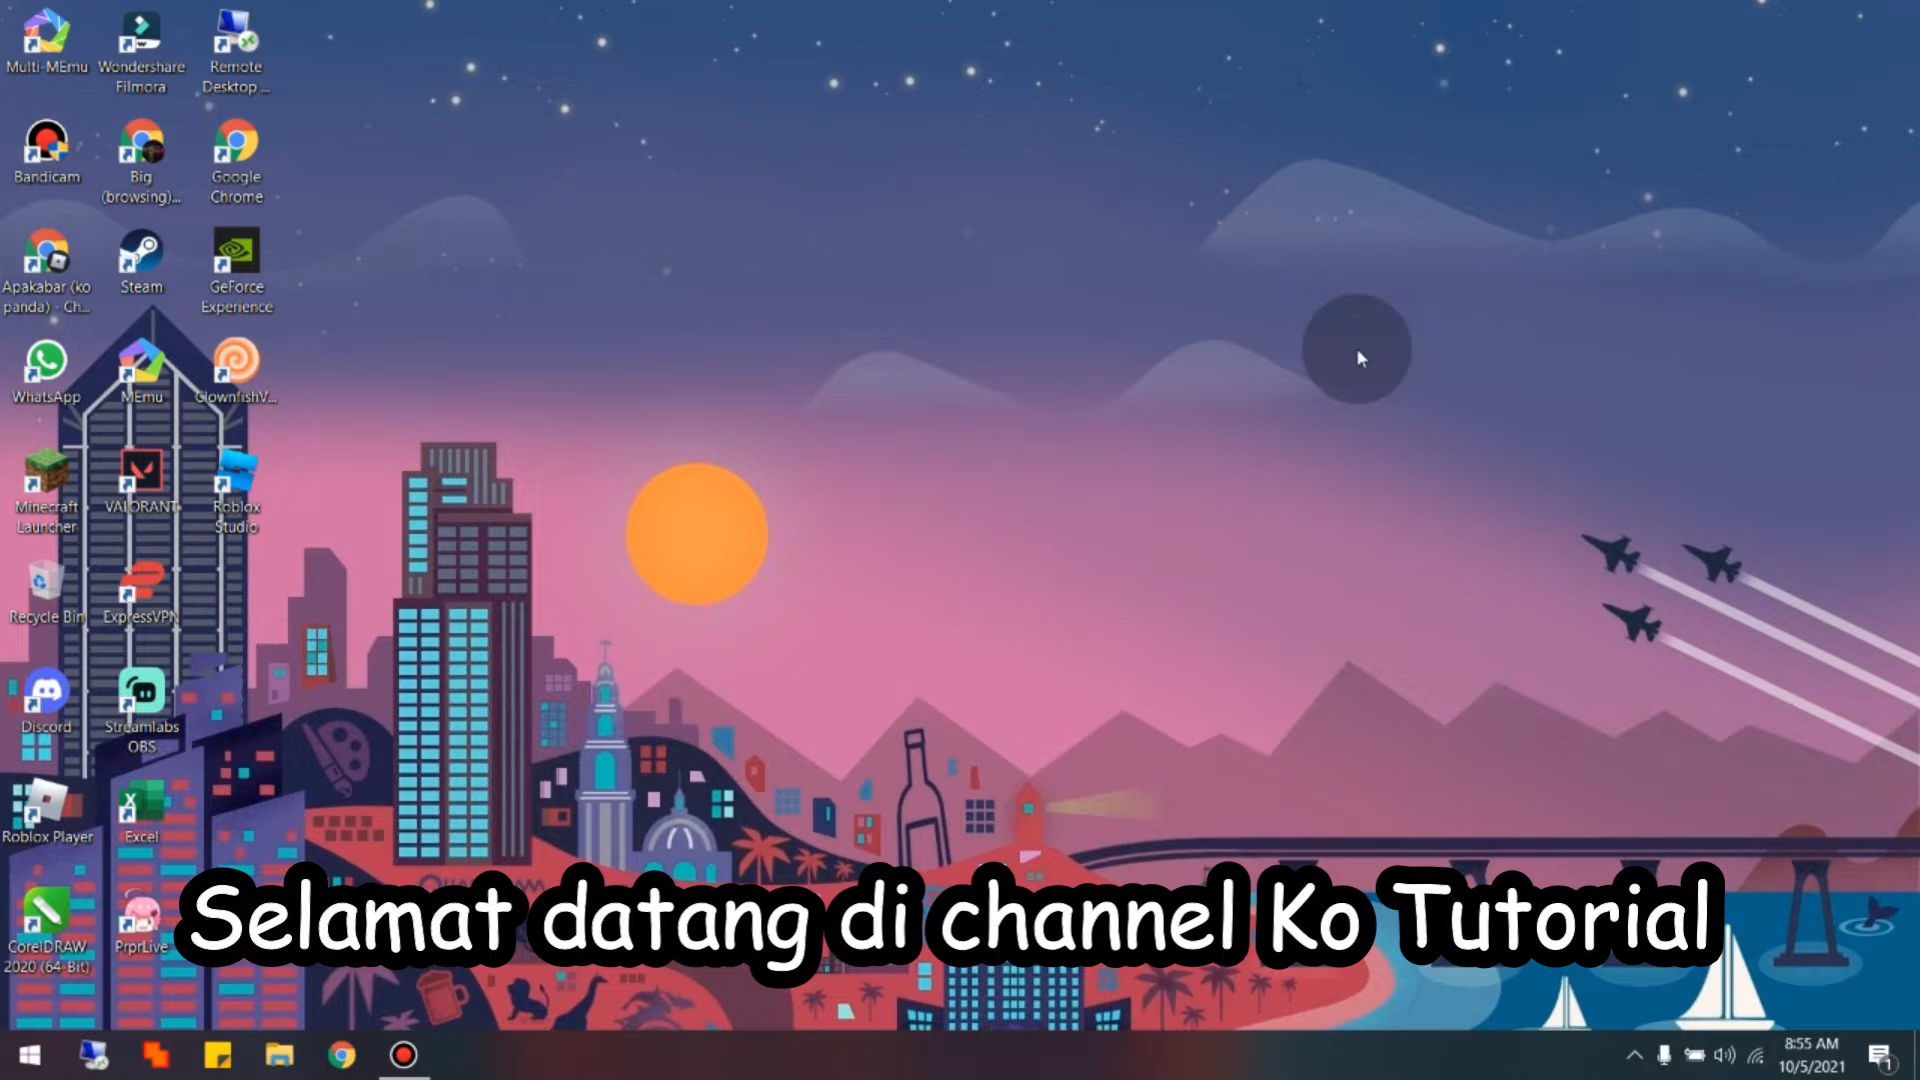 Multi-MEmu
Wondershare
Filmora
Remote
Desktop ...
Bandicam
Big
(browsing)...
Google
Chrome
Apakabar (ko
panda) - Ch...
Steam
GeForce
Experience
WhatsApp
MEmu
ClownfishV...
Minecraft
Launcher
VALORANT
Roblox
Studio
Recycle Bin
ExpressVPN
Discord
Streamlabs
OBS
Roblox Player
Excel
CorelDRAW
2020 (64-Bit)
PrprLive
Selamat datang di channel Ko Tutorial
8:55 AM
10/5/2021
1